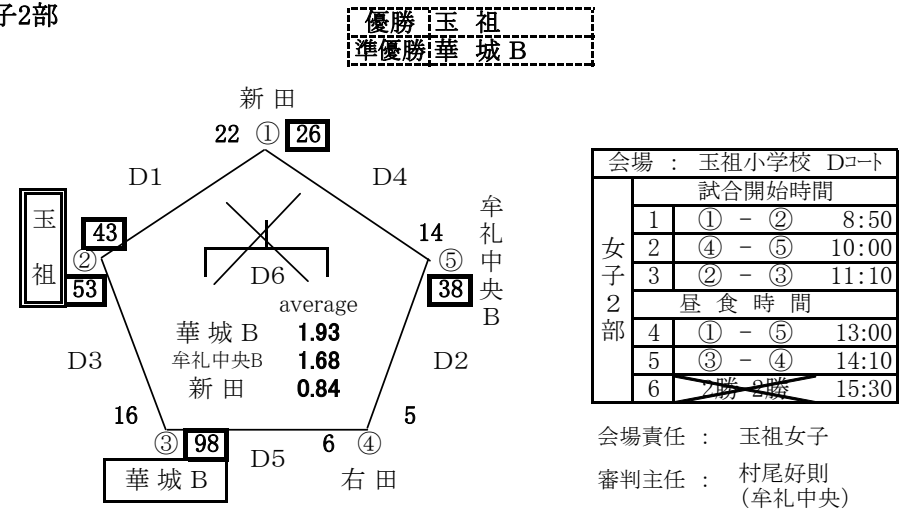 子2部
優勝 玉 祖
準優勝 華 城 B
新 田
22 ① 26
D1
D4
玉 祖
43
②
53
14
⑤
38
牟礼中央B
D6
average
華 城 B 1.93
牟礼中央B 1.68
新 田 0.84
D3
D2
16
5
③ 98
D5
6 ④
華 城 B
右 田
会 場 : 玉祖小学校 Dコート
女子2部
試合開始時間
1 ① － ② 8:50
2 ④ － ⑤ 10:00
3 ② － ③ 11:10
昼 食 時 間
4 ① － ⑤ 13:00
5 ③ － ④ 14:10
6 2勝-2勝 15:30
会場責任 : 玉祖女子
審判主任 : 村尾好則
(牟礼中央)